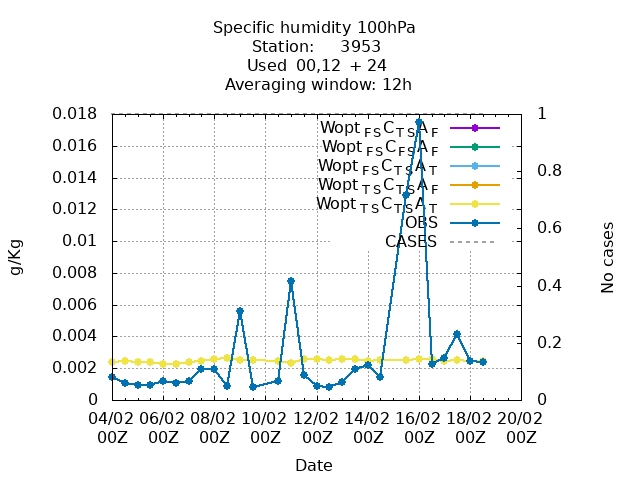 Specific humidity 100hPa
Station: 3953
Used 00,12 + 24
Averaging window: 12h
0.018
0.016
0.014
0.012
0.01
0.008
0.006
0.004
0.002
0
g/Kg
Wopt FS C TS A F
Wopt FS C FS A F
Wopt FS C TS A T
Wopt TS C TS A F
Wopt TS C TS A T
OBS
CASES
1
0.8
0.6
0.4
0.2
0
No cases
04/02 06/02 08/02 10/02 12/02 14/02 16/02 18/02 20/02
00Z 00Z 00Z 00Z 00Z 00Z 00Z 00Z 00Z
Date